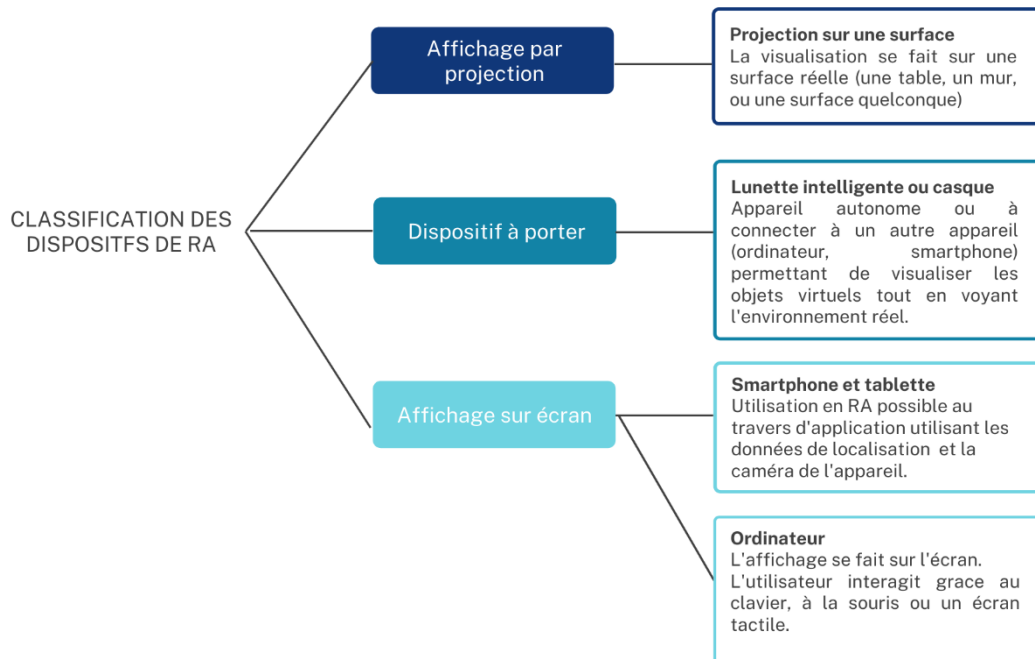 CLASSIFICATION DES
DISPOSITFS DE RA
Affichage par
projection
Projection sur une surface
La visualisation se fait sur une
surface réelle (une table, un mur,
ou une surface quelconque)
Dispositif à porter
Lunette intelligente ou casque
Appareil autonome ou à
connecter à un autre appareil
(ordinateur, smartphone)
permettant de visualiser les
objets virtuels tout en voyant
l'environnement réel.
Affichage sur écran
Smartphone et tablette
Utilisation en RA possible au
travers d'application utilisant les
données de localisation et la
caméra de l'appareil.
Ordinateur
L'affichage se fait sur l'écran.
L'utilisateur interagit grace au
clavier, à la souris ou un écran
tactile.